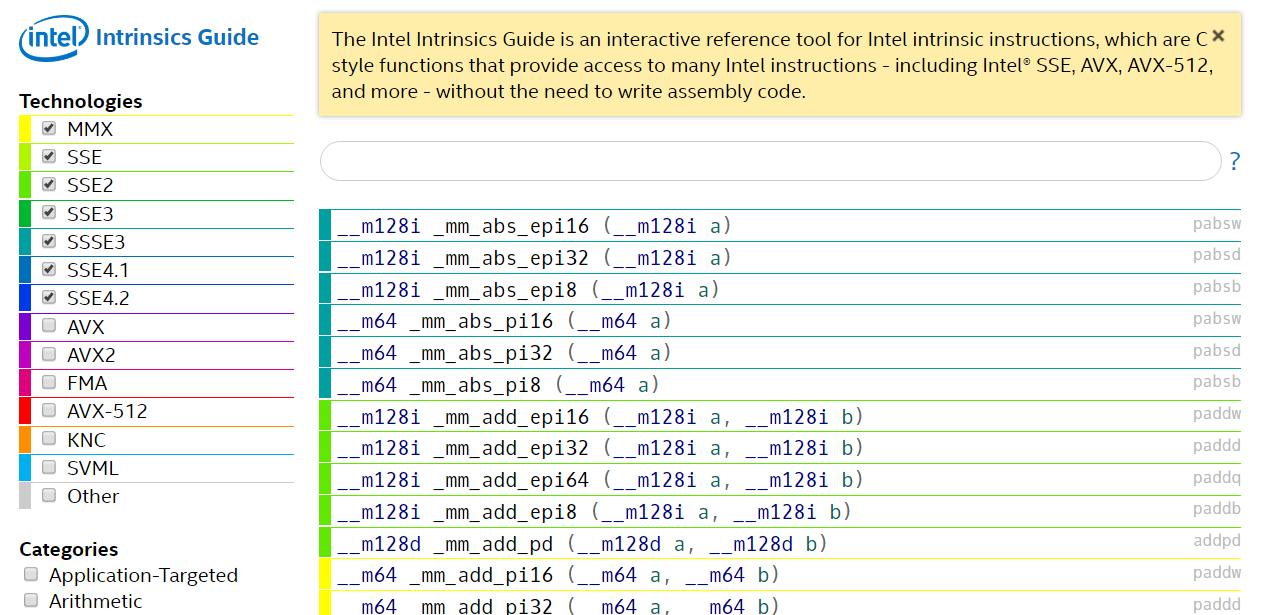 intel Intrinsics Guide
The Intel Intrinsics Guide is an interactive reference tool for Intel intrinsic instructions, which are C
style functions that provide access to many Intel instructions - including Intel® SSE, AVX, AVX-512,
and more - without the need to write assembly code.
×
?
Technologies
MMX
SSE
SSE2
SSE3
SSSE3
SSE4.1
SSE4.2
AVX
AVX2
FMA
AVX-512
KNC
SVML
Other
Categories
Application-Targeted
Arithmetic
__m128i _mm_abs_epi16 (__m128i a) pabsw
__m128i _mm_abs_epi32 (__m128i a) pabsd
__m128i _mm_abs_epi8 (__m128i a) pabsb
__m64 _mm_abs_pi16 (__m64 a) pabsw
__m64 _mm_abs_pi32 (__m64 a) pabsd
__m64 _mm_abs_pi8 (__m64 a) pabsb
__m128i _mm_add_epi16 (__m128i a, __m128i b) paddw
__m128i _mm_add_epi32 (__m128i a, __m128i b) paddd
__m128i _mm_add_epi64 (__m128i a, __m128i b) paddq
__m128i _mm_add_epi8 (__m128i a, __m128i b) paddb
__m128d _mm_add_pd (__m128d a, __m128d b) addpd
__m64 _mm_add_pi16 (__m64 a, __m64 b) paddw
__m64 _mm_add_pi32 (__m64 a, __m64 b) paddd